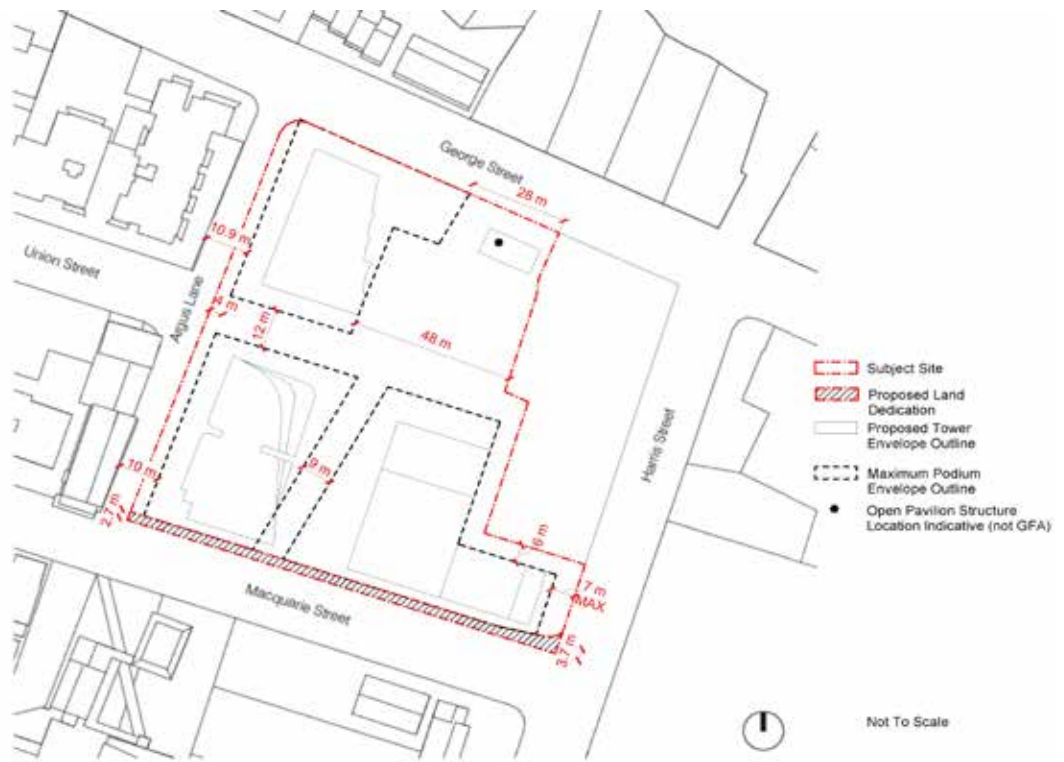 George Street
28 m
10.9 m
Union Street
Argus Lane
4 m
12 m
48 m
Harris Street
9 m
10 m
2.7 m
6 m
7 m
MAX
3.7 m
Macquarie Street
Subject Site
Proposed Land
Dedication
Proposed Tower
Envelope Outline
Maximum Podium
Envelope Outline
Open Pavilion Structure
Location Indicative (not GFA)
Not To Scale